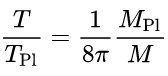 T/T_Pl = 1/8π M_Pl/M